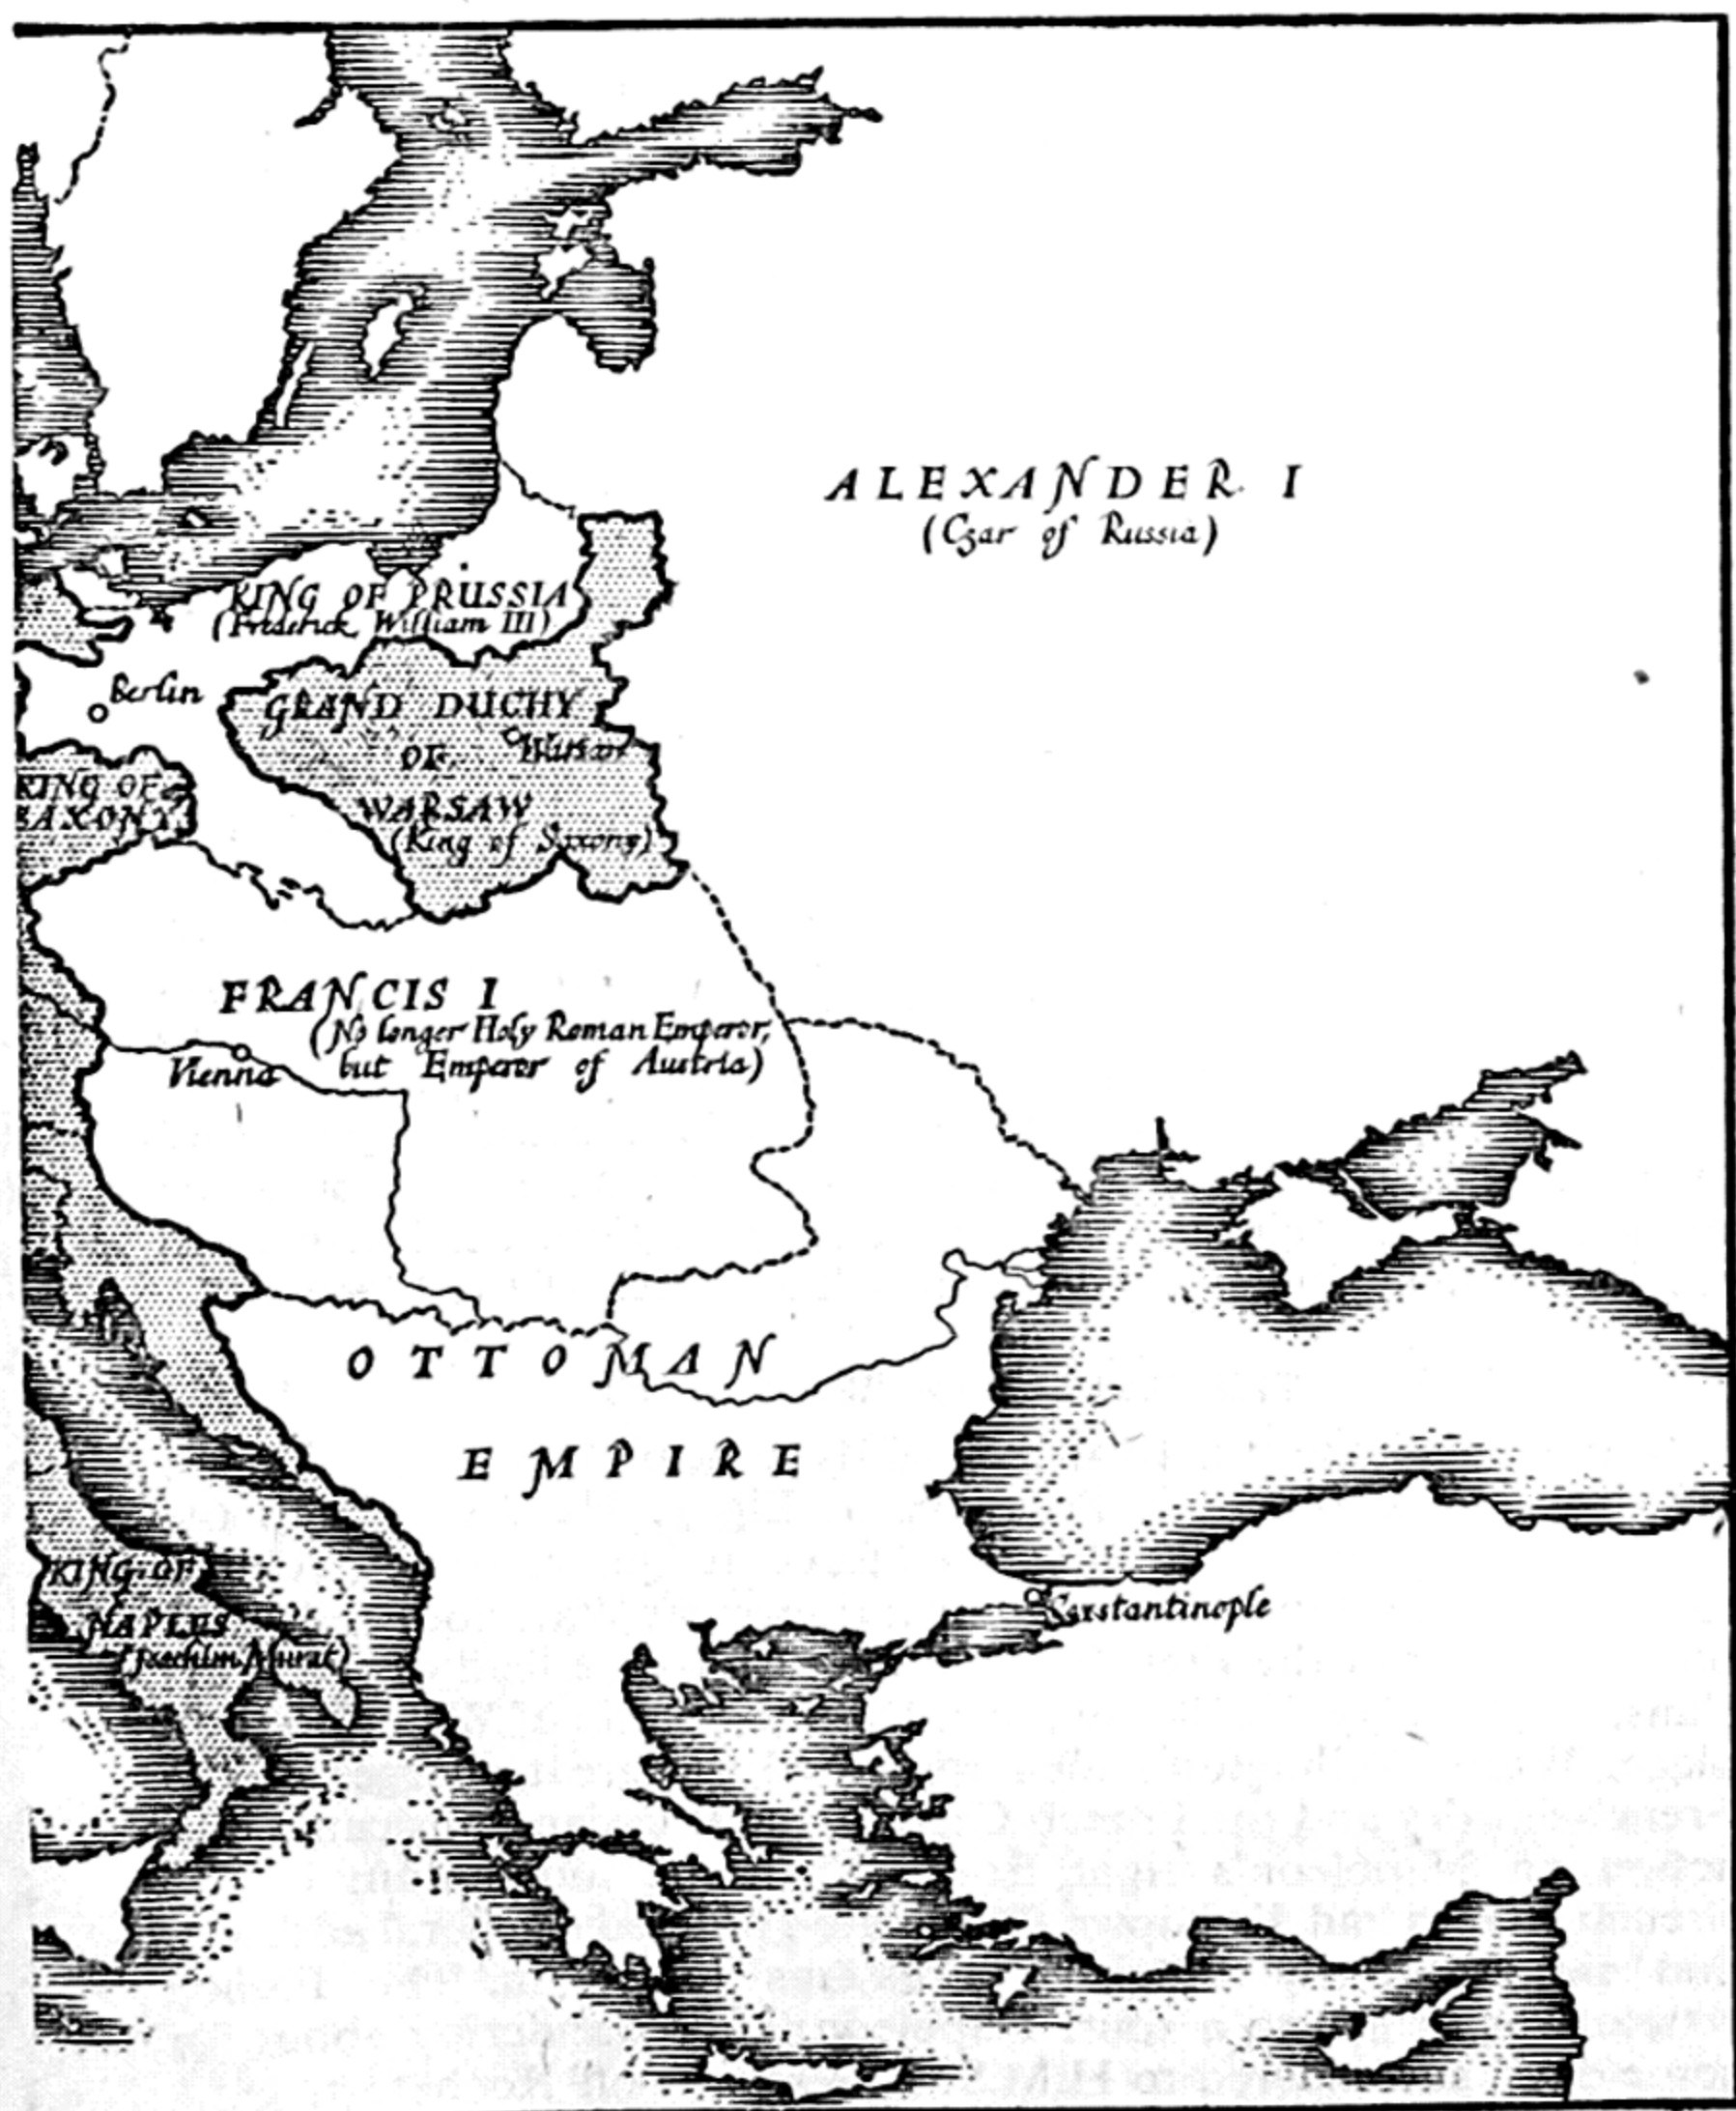 ALEXANDER I
(Czar of Russia)
KING OF PRUSSIA
(Frederick William III)
Berlin
GRAND DUCHY
OF
Warsaw
WARSAW
(King of Saxony)
KING OF
SAXONY
FRANCIS I
(No longer Holy Roman Emperor,
but Emperor of Austria)
Vienna
OTTOMAN
EMPIRE
Constantinople
KING OF
NAPLES
(Joachim Murat)